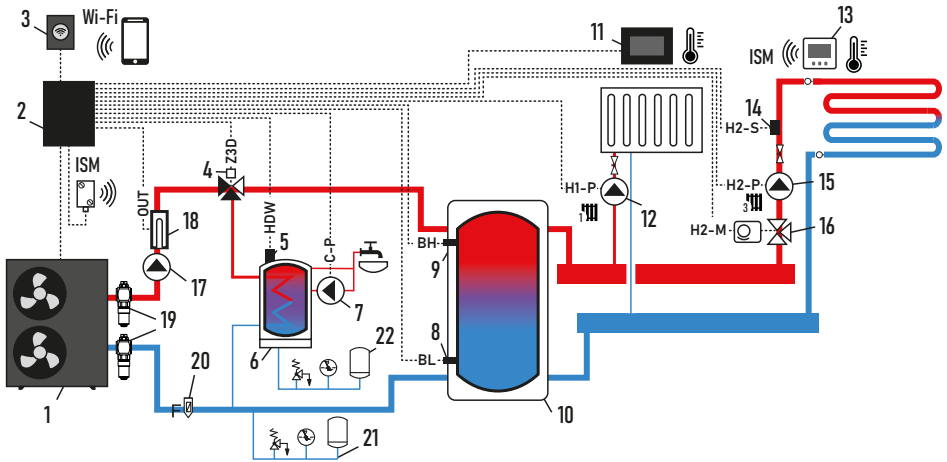 3
Wi-Fi
11
13
ISM
2
14
H2-S
ISM
4
Z3D
H1-P
H2-P
15
OUT
1
12
3
18
HDW
5
C-P
BH
H2-M
16
9
17
7
19
8
22
6
BL
20
F
1
10
21